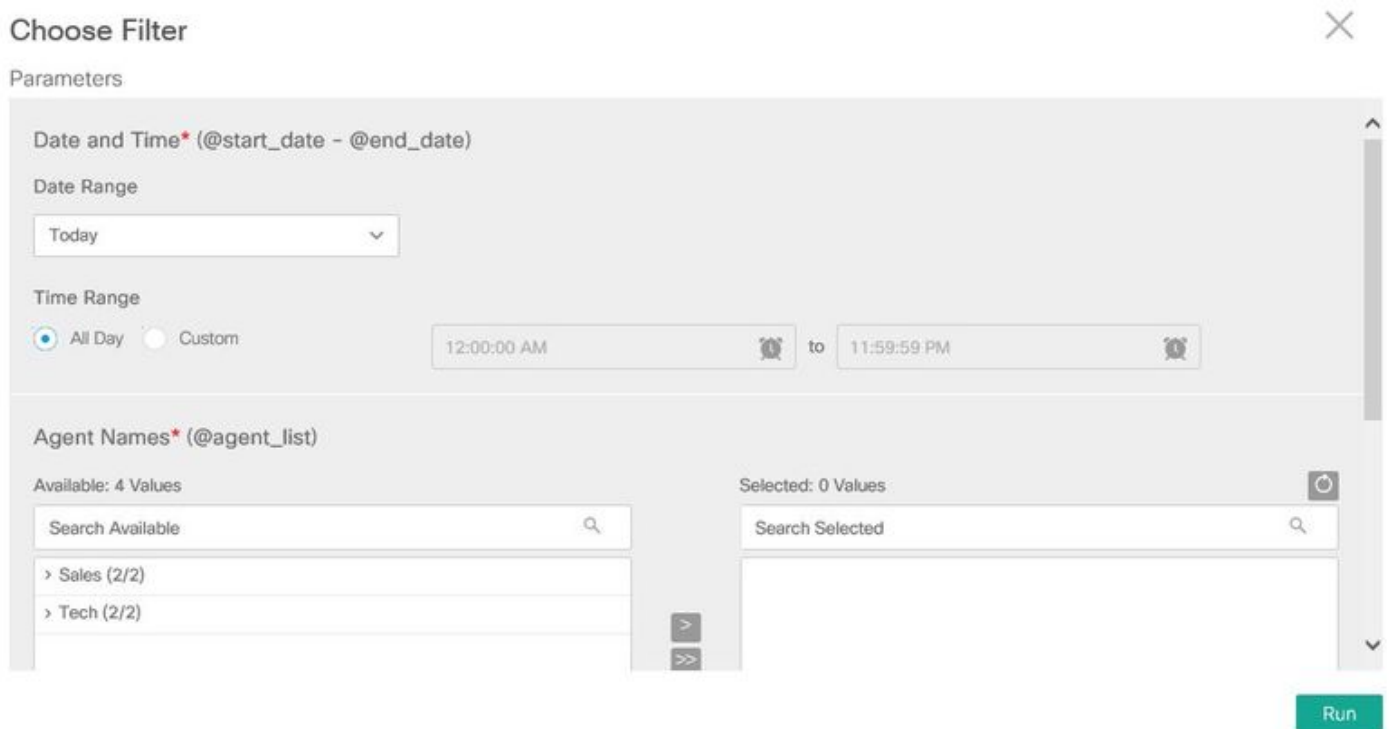 Choose Filter
Parameters
Date and Time* (@start_date - @end_date)
Date Range
Today
Time Range
All Day Custom 12:00:00 AM to 11:59:59 PM
Agent Names* (@agent_list)
Available: 4 Values Selected: 0 Values
Search Available Search Selected
> Sales (2/2)
> Tech (2/2)
>
>>
Run